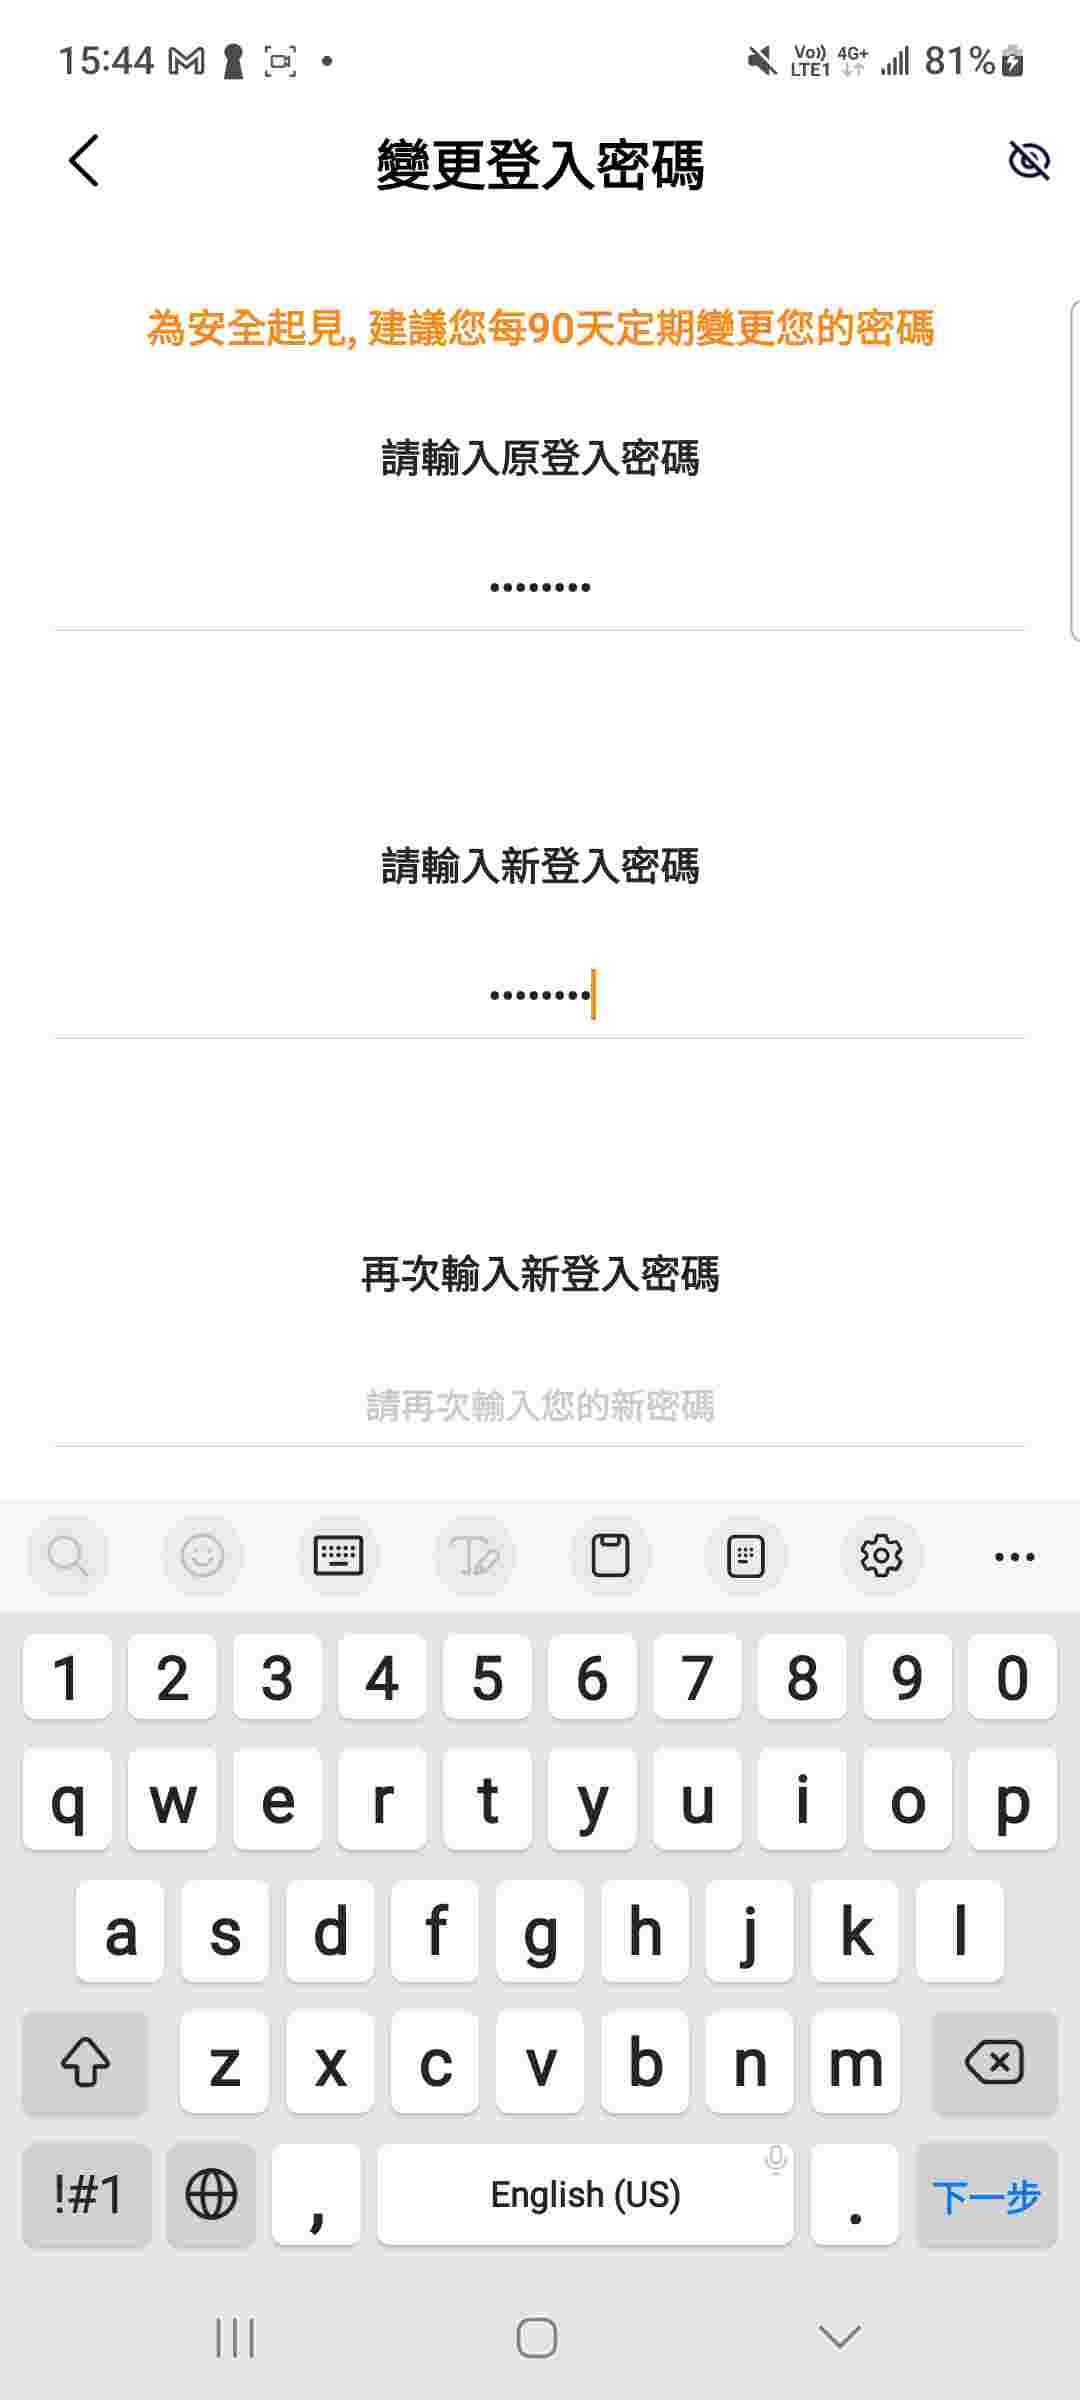 15:44 Vo)) LTE1 4G+ 81%
變更登入密碼
為安全起見, 建議您每90天定期變更您的密碼
請輸入原登入密碼
••••••••
請輸入新登入密碼
••••••••
再次輸入新登入密碼
請再次輸入您的新密碼
1 2 3 4 5 6 7 8 9 0
q w e r t y u i o p
a s d f g h j k l
z x c v b n m
!#1 , English (US) . 下一步